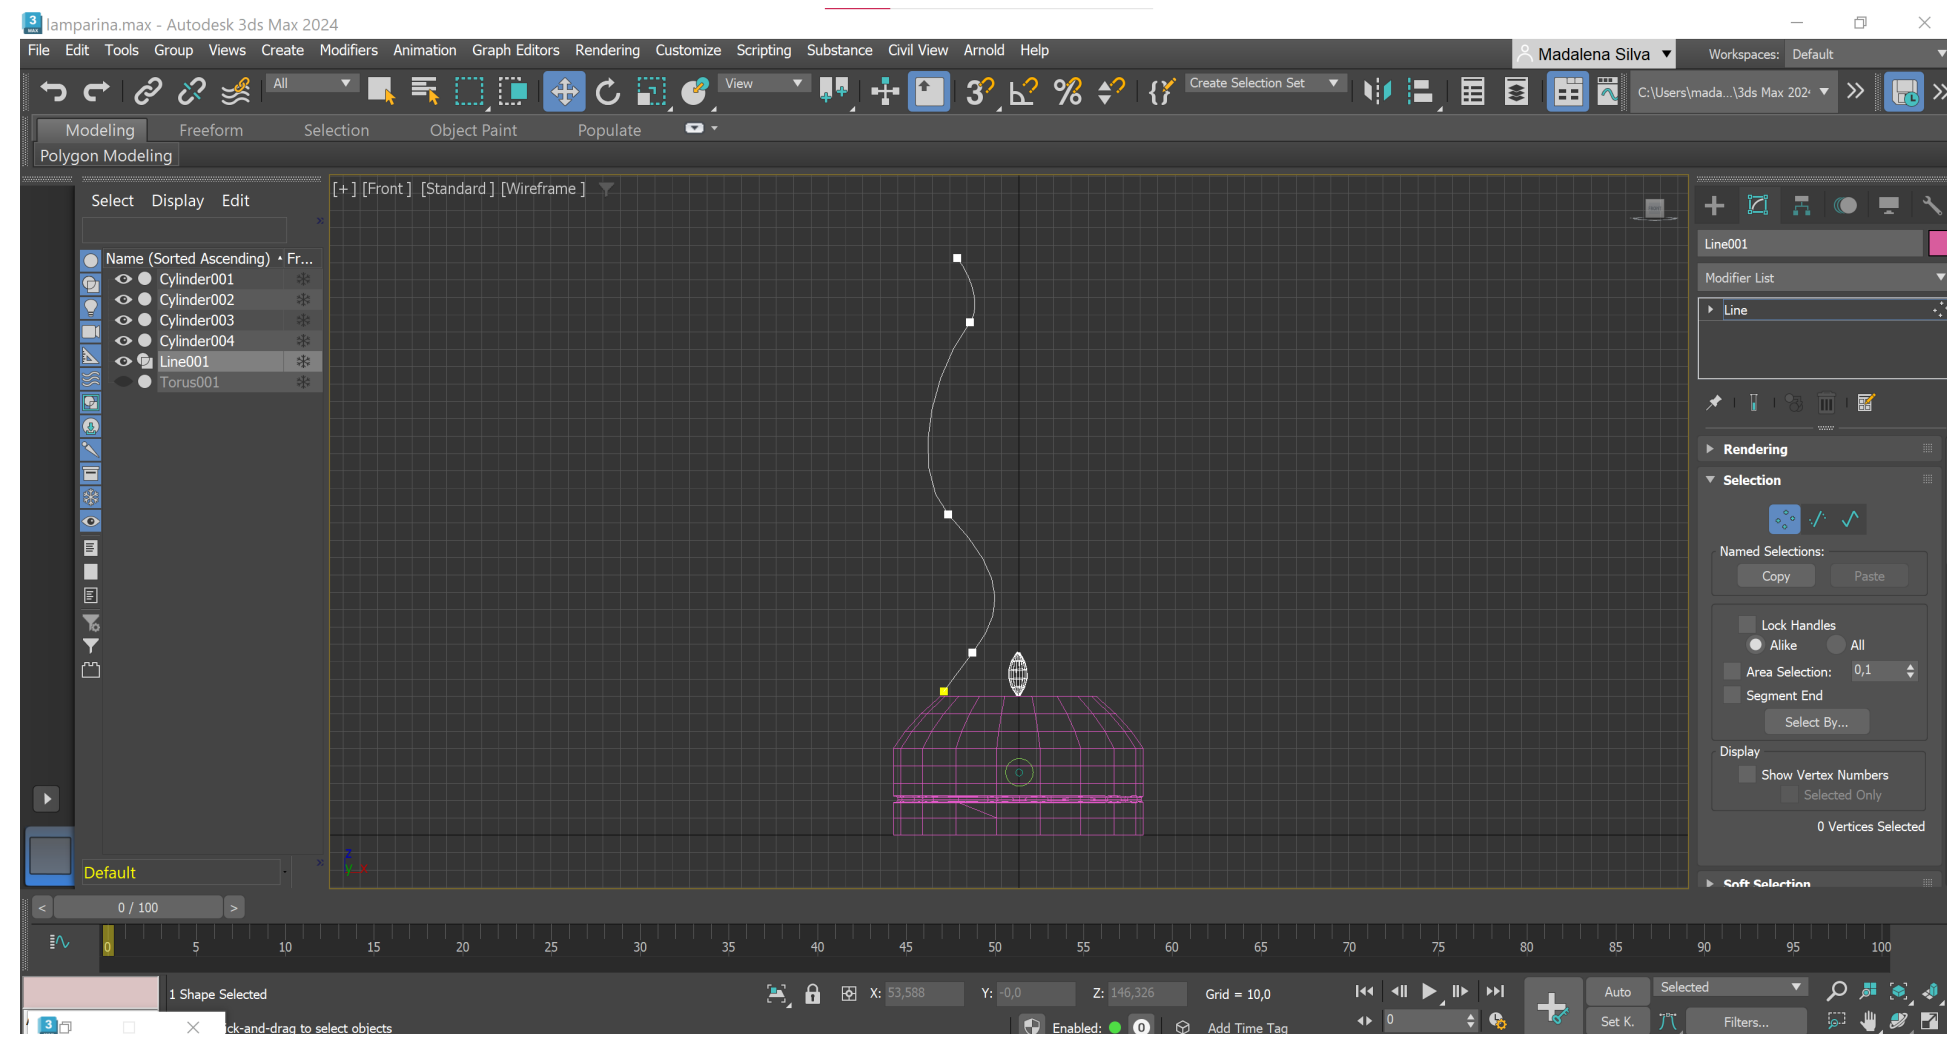 lamparina.max - Autodesk 3ds Max 2024
File Edit Tools Group Views Create Modifiers Animation Graph Editors Rendering Customize Scripting Substance Civil View Arnold Help
Madalena Silva
Workspaces: Default
All
View
Create Selection Set
C:\Users\mada...\3ds Max 202
Modeling Freeform Selection Object Paint Populate
Polygon Modeling
Select Display Edit
Name (Sorted Ascending) Fr...
Cylinder001
Cylinder002
Cylinder003
Cylinder004
Line001
Torus001
Default
[+] [Front] [Standard] [Wireframe]
z
y x
Line001
Modifier List
Line
Rendering
Selection
Named Selections:
Copy Paste
Lock Handles
Alike All
Area Selection: 0,1
Segment End
Select By...
Display
Show Vertex Numbers
Selected Only
0 Vertices Selected
Soft Selection
< 0 / 100 >
0 5 10 15 20 25 30 35 40 45 50 55 60 65 70 75 80 85 90 95 100
1 Shape Selected
X: 53,588 Y: -0,0 Z: 146,326 Grid = 10,0
Auto Selected
ick-and-drag to select objects
Enabled: 0 Add Time Tag
0
Set K. Filters...